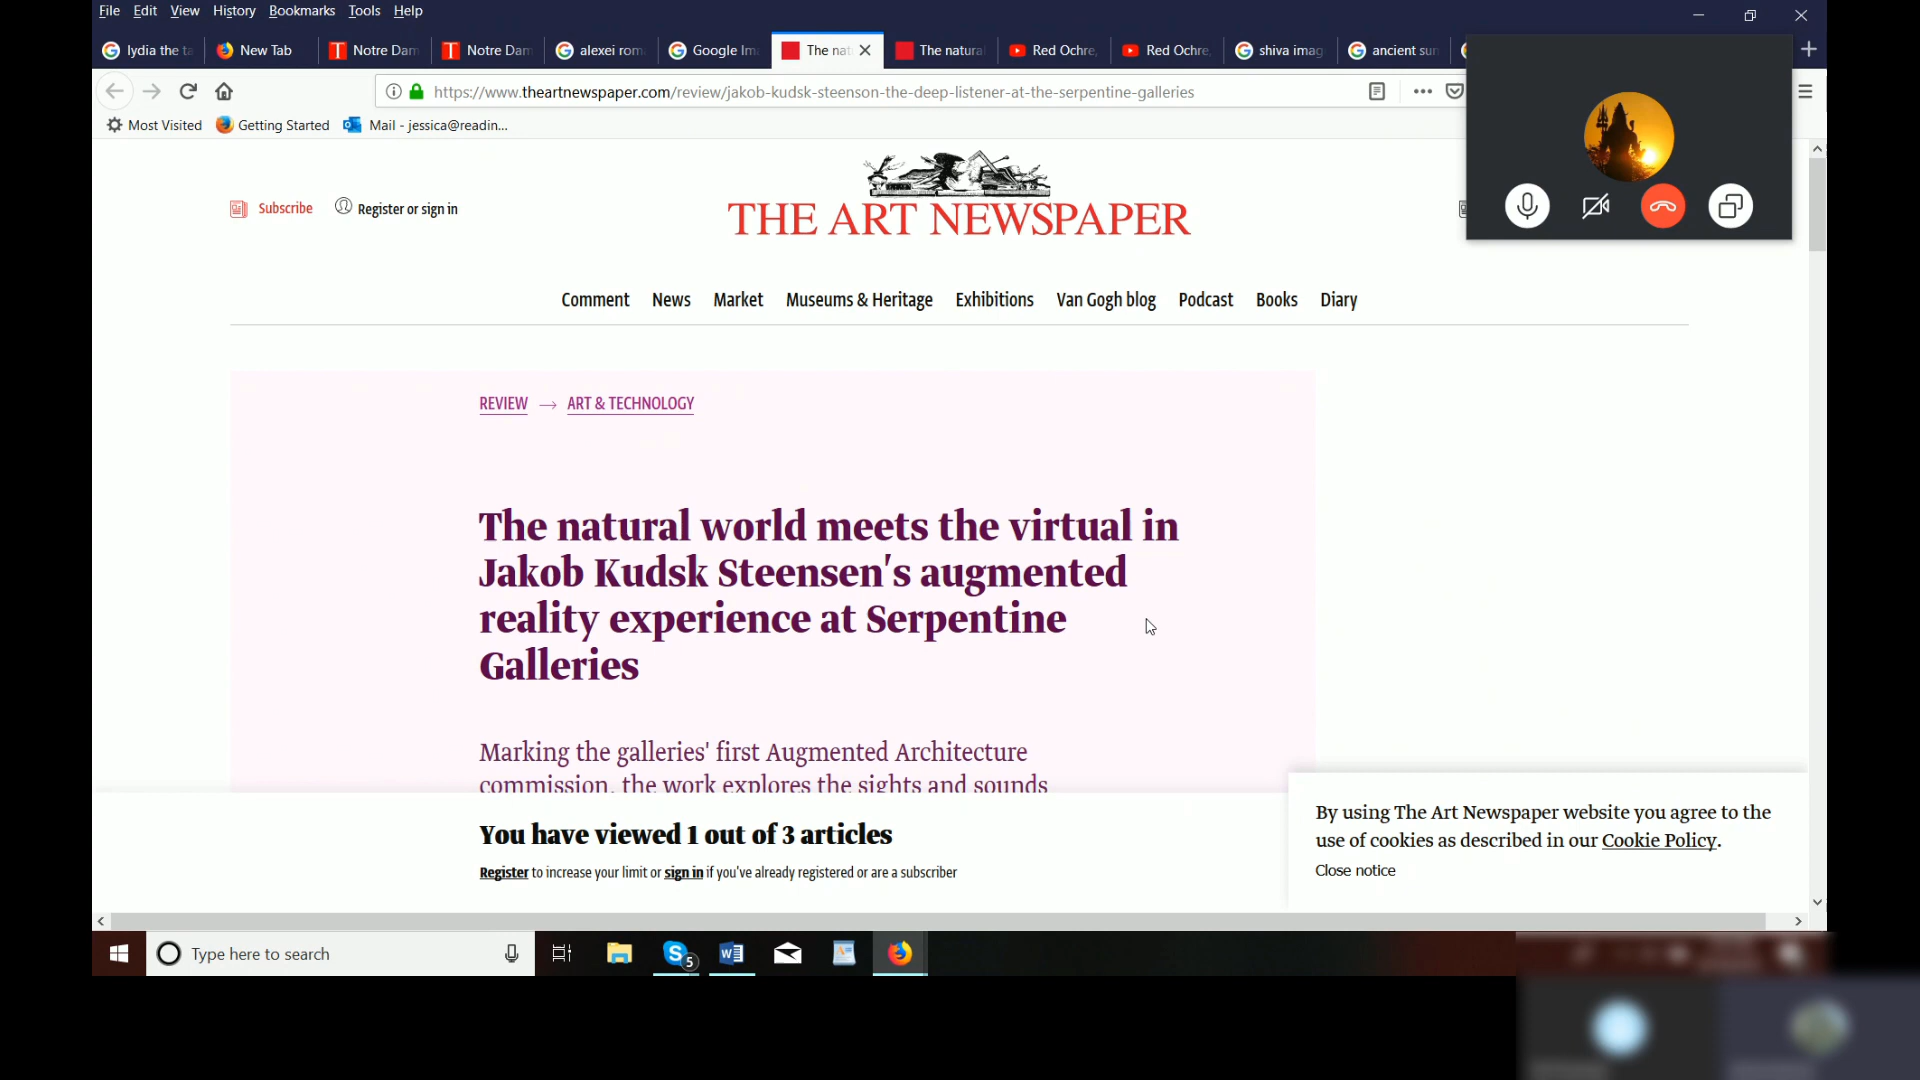 File Edit View History Bookmarks Tools Help
lydia the ta
New Tab
Notre Dam
Notre Dam
alexei rom
Google Im
The nat
The natura
Red Ochre,
Red Ochre,
shiva imag
ancient sun
https://www.theartnewspaper.com/review/jakob-kudsk-steenson-the-deep-listener-at-the-serpentine-galleries
Most Visited Getting Started Mail - jessica@readin...
Subscribe Register or sign in
THE ART NEWSPAPER
Comment News Market Museums & Heritage Exhibitions Van Gogh blog Podcast Books Diary
REVIEW → ART & TECHNOLOGY
The natural world meets the virtual in
Jakob Kudsk Steensen's augmented
reality experience at Serpentine
Galleries
Marking the galleries' first Augmented Architecture
commission, the work explores the sights and sounds
You have viewed 1 out of 3 articles
Register to increase your limit or sign in if you've already registered or are a subscriber
By using The Art Newspaper website you agree to the
use of cookies as described in our Cookie Policy.
Close notice
Type here to search
5